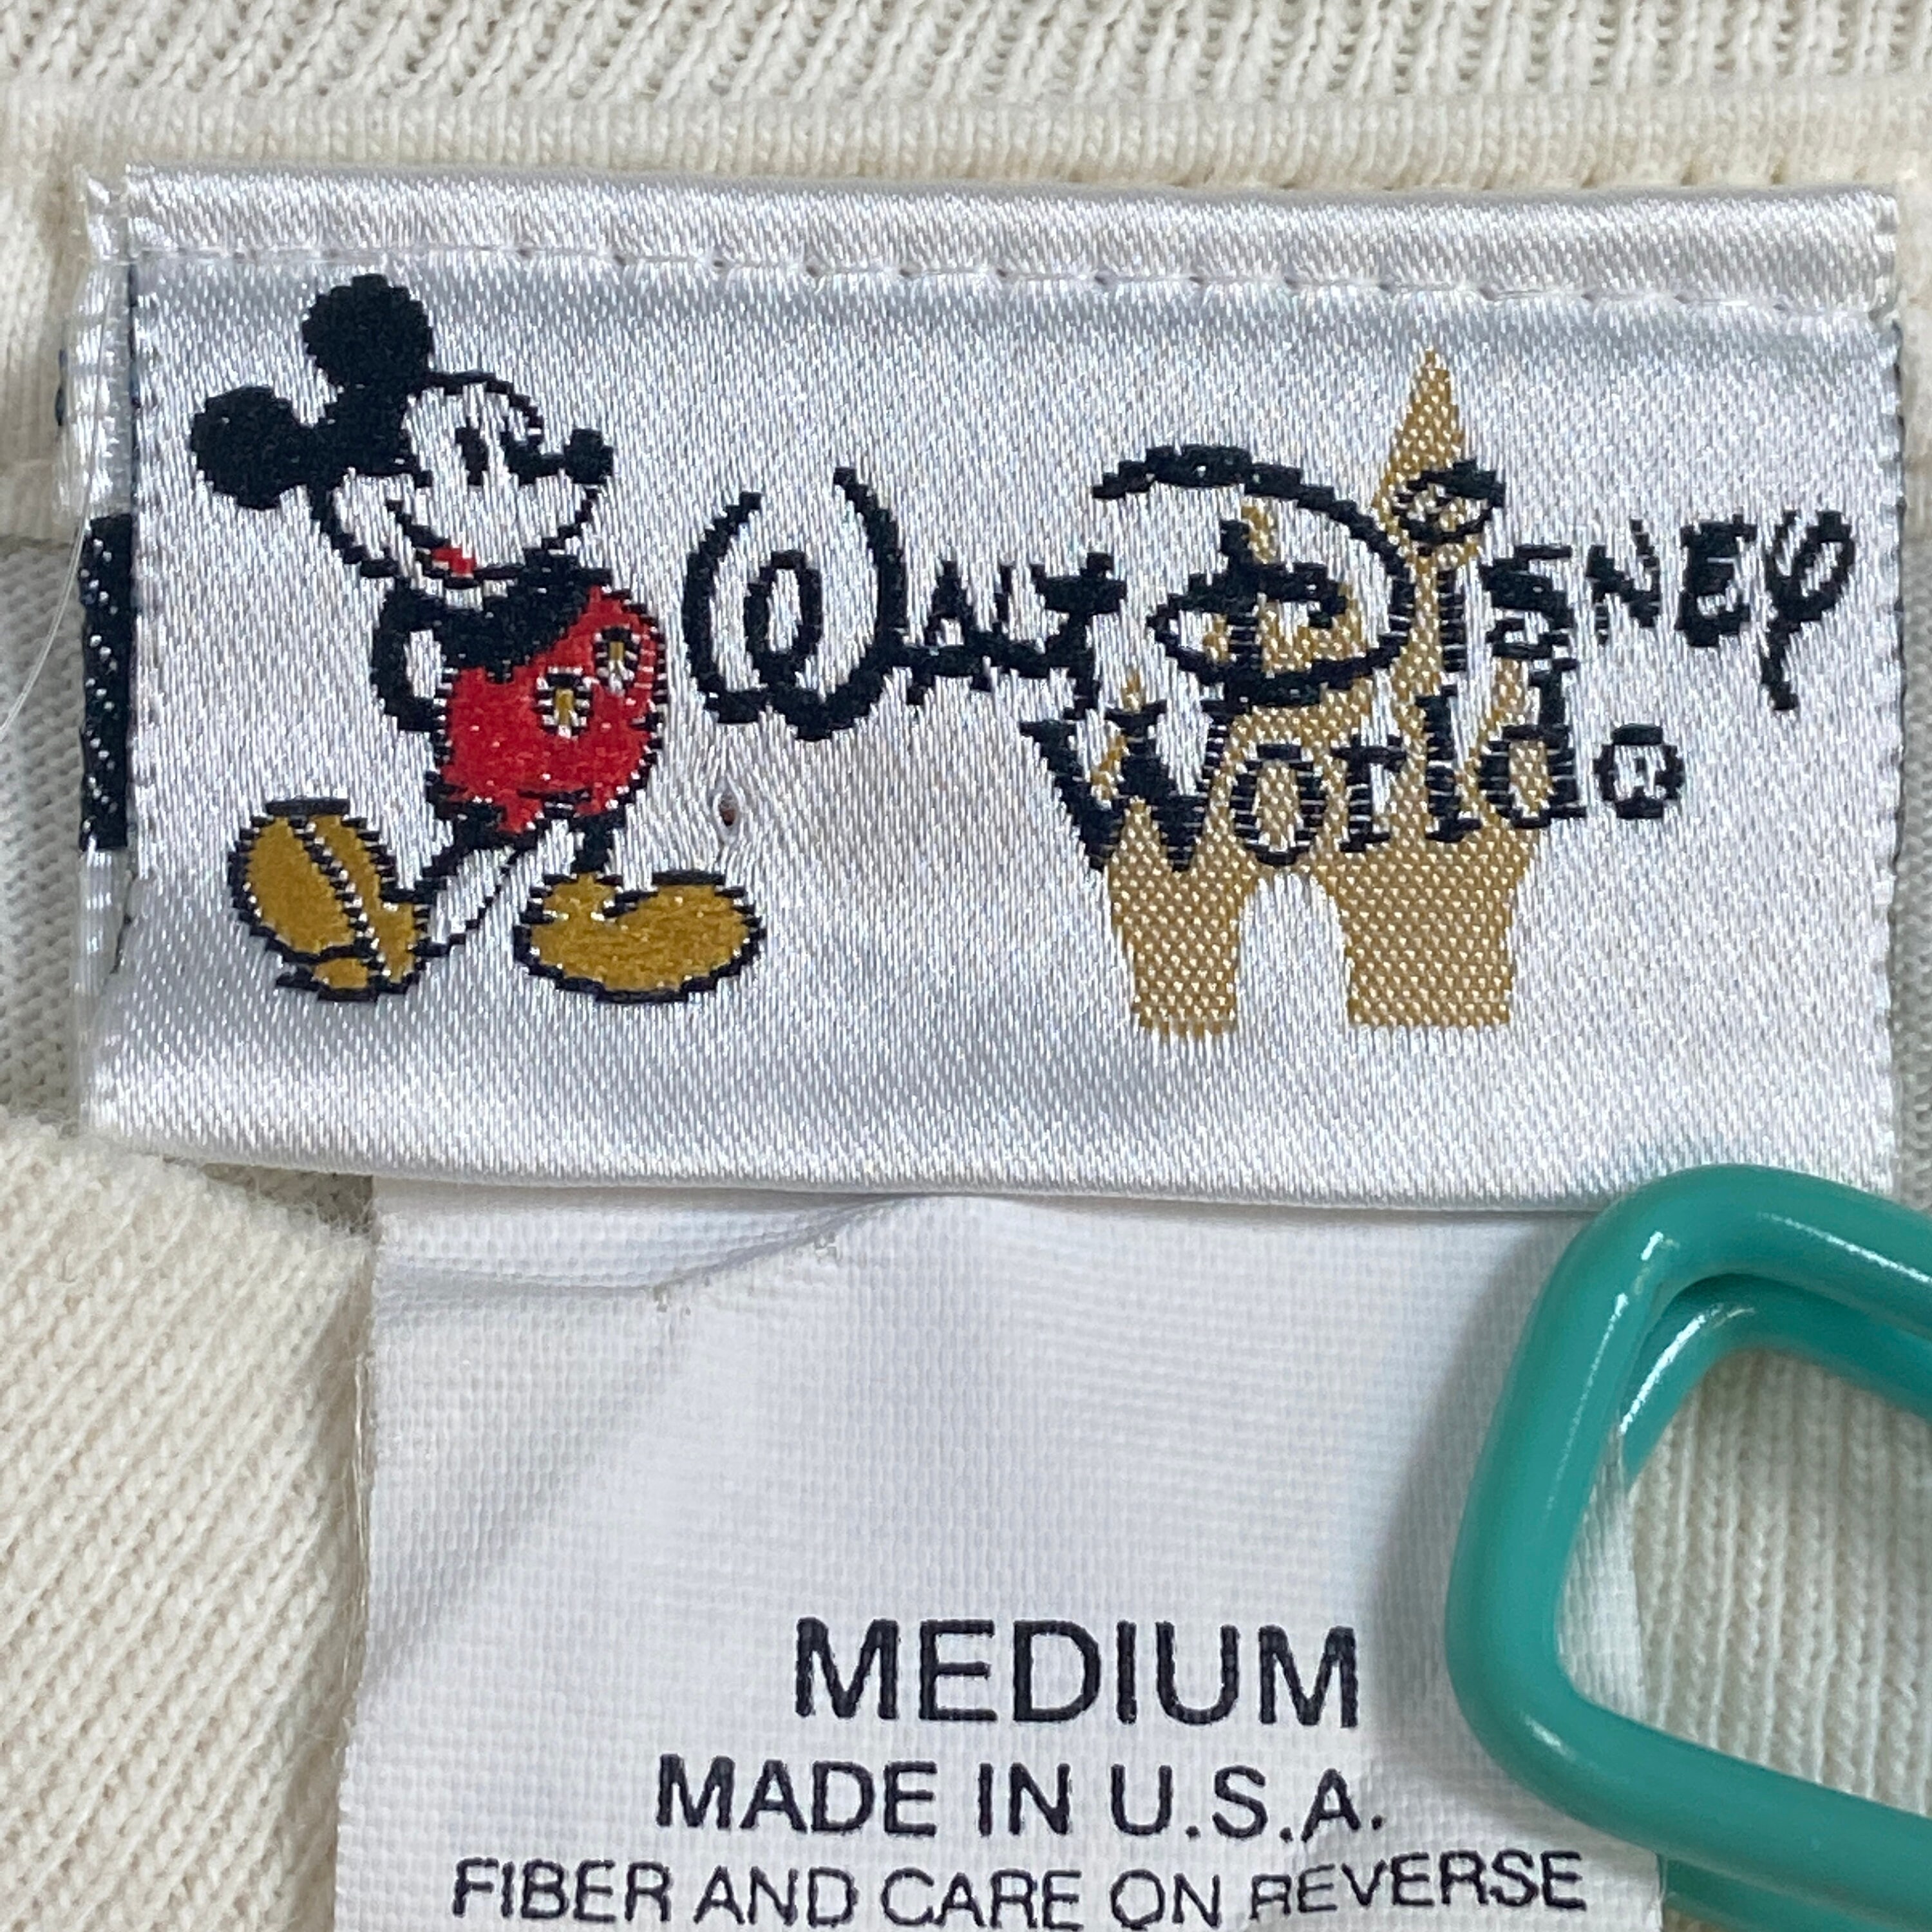 WALT DISNEY
World®
MEDIUM
MADE IN U.S.A.
FIBER AND CARE ON REVERSE